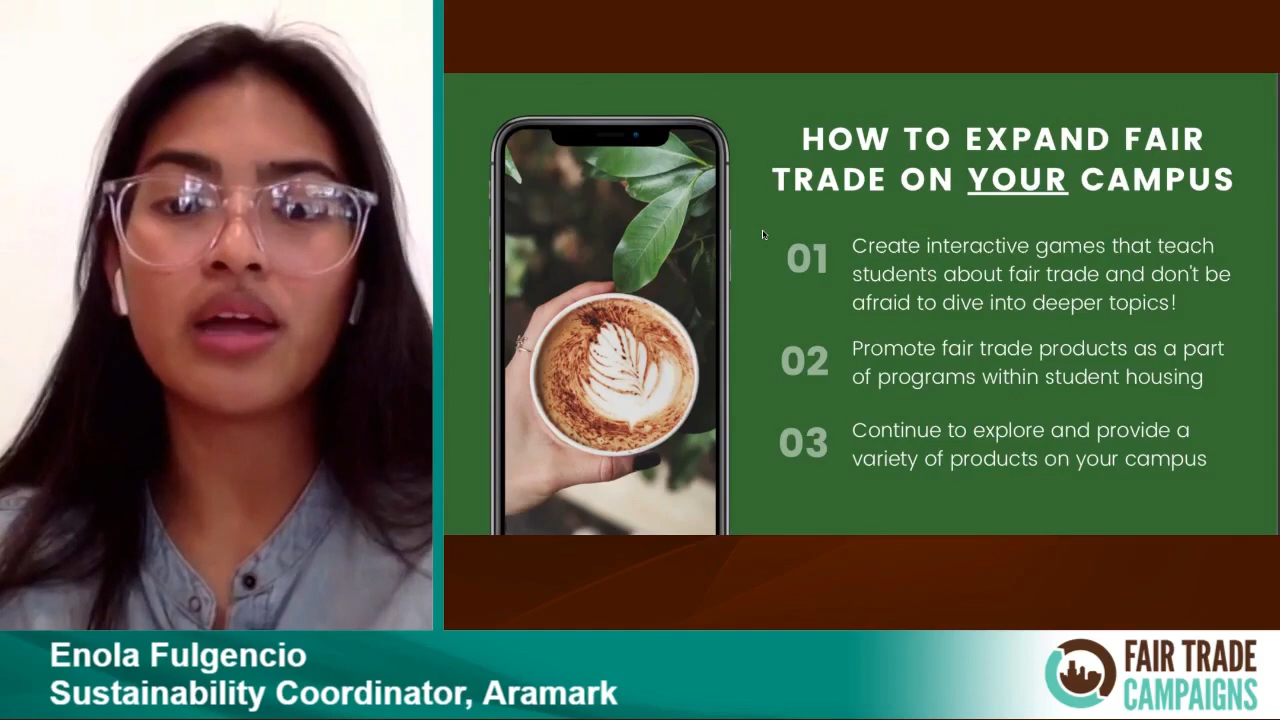 HOW TO EXPAND FAIR
TRADE ON YOUR CAMPUS
01
Create interactive games that teach
students about fair trade and don't be
afraid to dive into deeper topics!
02
Promote fair trade products as a part
of programs within student housing
03
Continue to explore and provide a
variety of products on your campus
Enola Fulgencio
Sustainability Coordinator, Aramark
FAIR TRADE
CAMPAIGNS